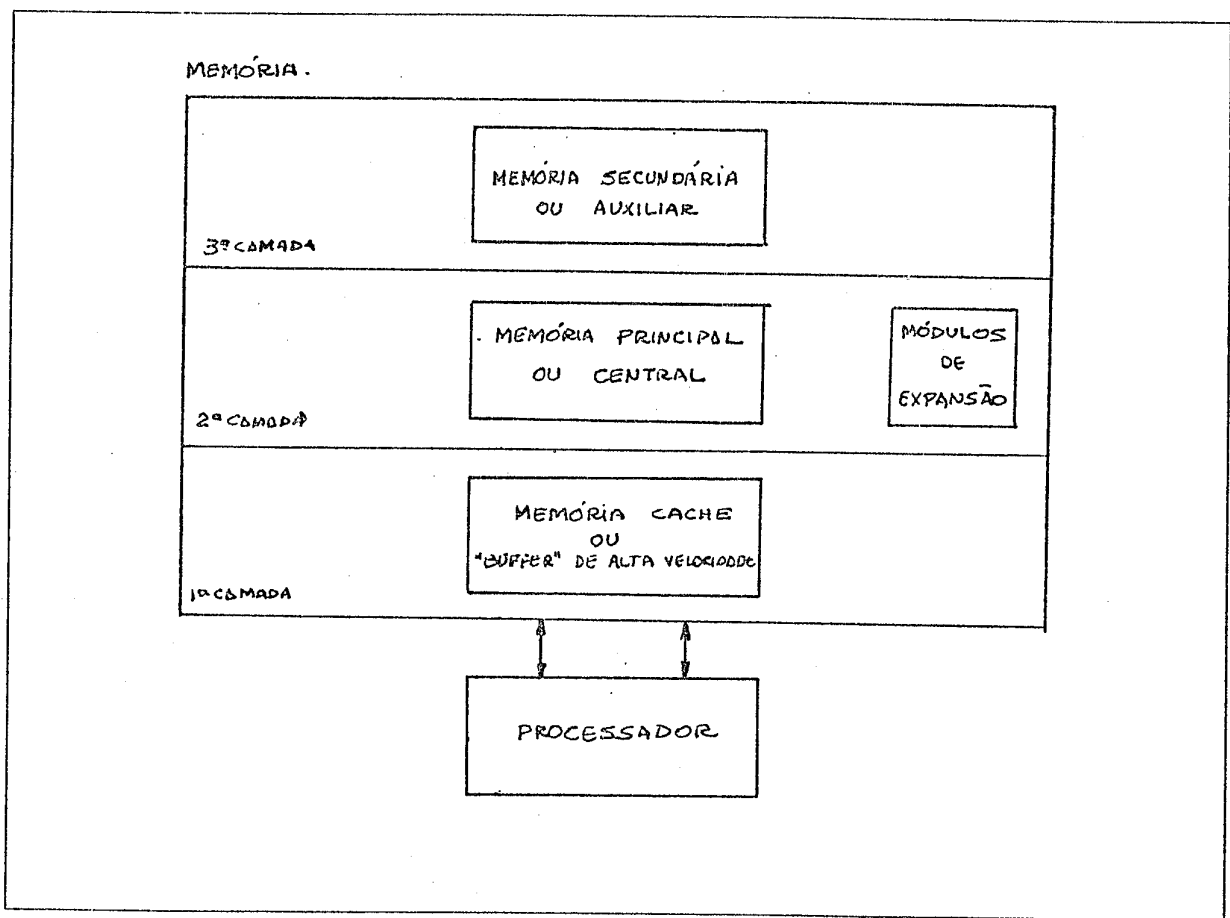 MEMÓRIA.
MEMÓRIA SECUNDÁRIA
OU AUXILIAR
3ª CAMADA
MEMÓRIA PRINCIPAL
OU CENTRAL
MÓDULOS
DE
EXPANSÃO
2ª CAMADA
MEMÓRIA CACHE
OU
"BUFFER" DE ALTA VELOCIDADE
1ª CAMADA
PROCESSADOR